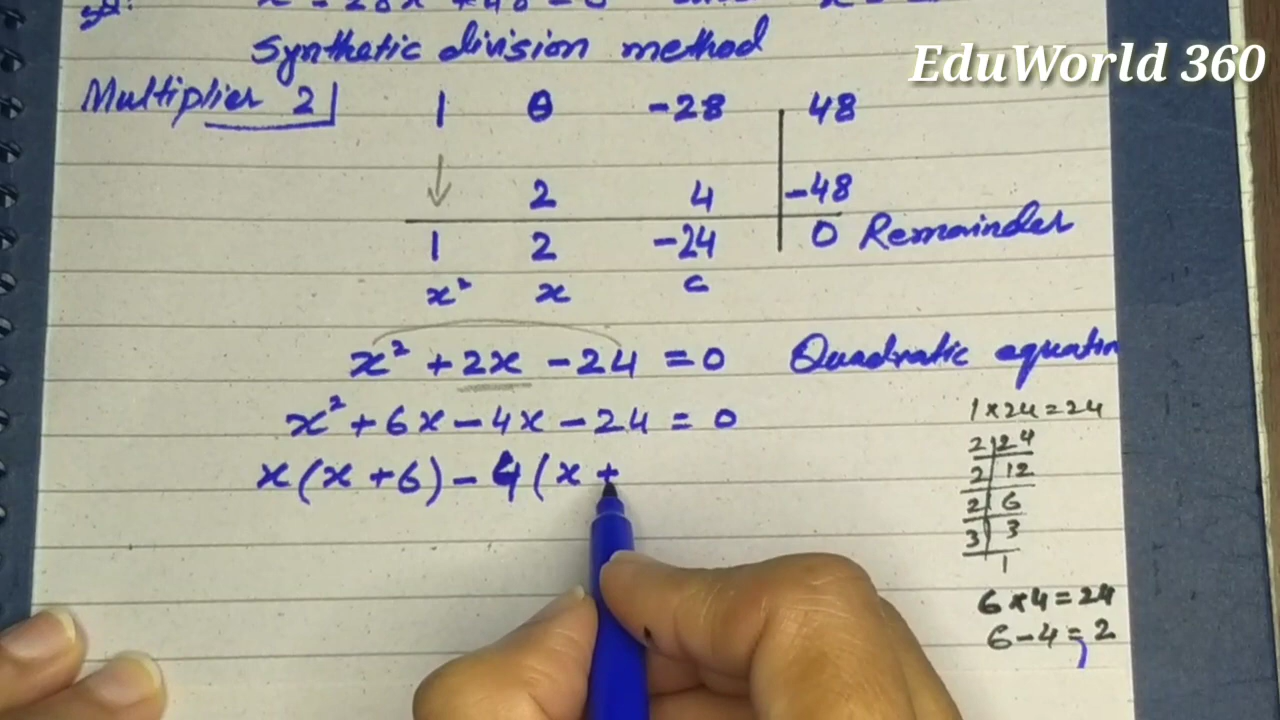 Synthetic division method
EduWorld 360
Multiplier 2 1 0 -28 48
2 4 -48
1 2 -24 0 Remainder
x² x c
x² + 2x - 24 = 0 Quadratic equation
x² + 6x - 4x - 24 = 0
x(x + 6) - 4(x +
1 × 24 = 24
2 | 24
2 | 12
2 | 6
3 | 3
1
6 × 4 = 24
6 - 4 = 2